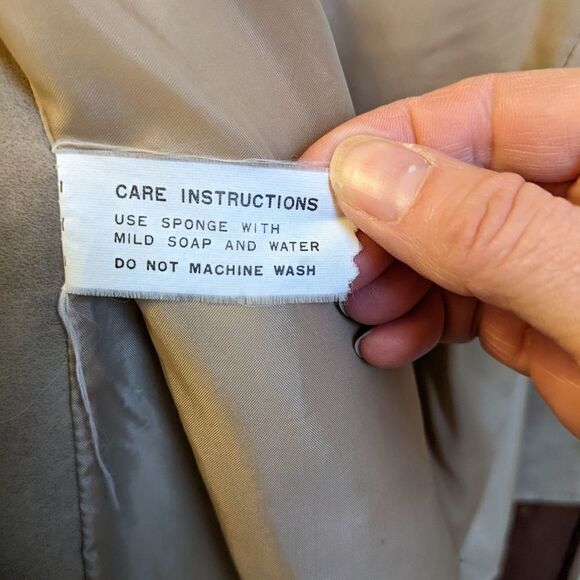 CARE INSTRUCTIONS
USE SPONGE WITH
MILD SOAP AND WATER
DO NOT MACHINE WASH